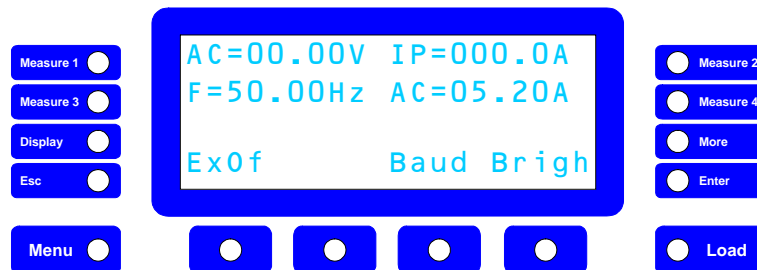 AC=00.00V IP=000.0A
F=50.00Hz AC=05.20A
ExOf Baud Brigh
Measure 1
Measure 3
Display
Esc
Menu
Measure 2
Measure 4
More
Enter
Load